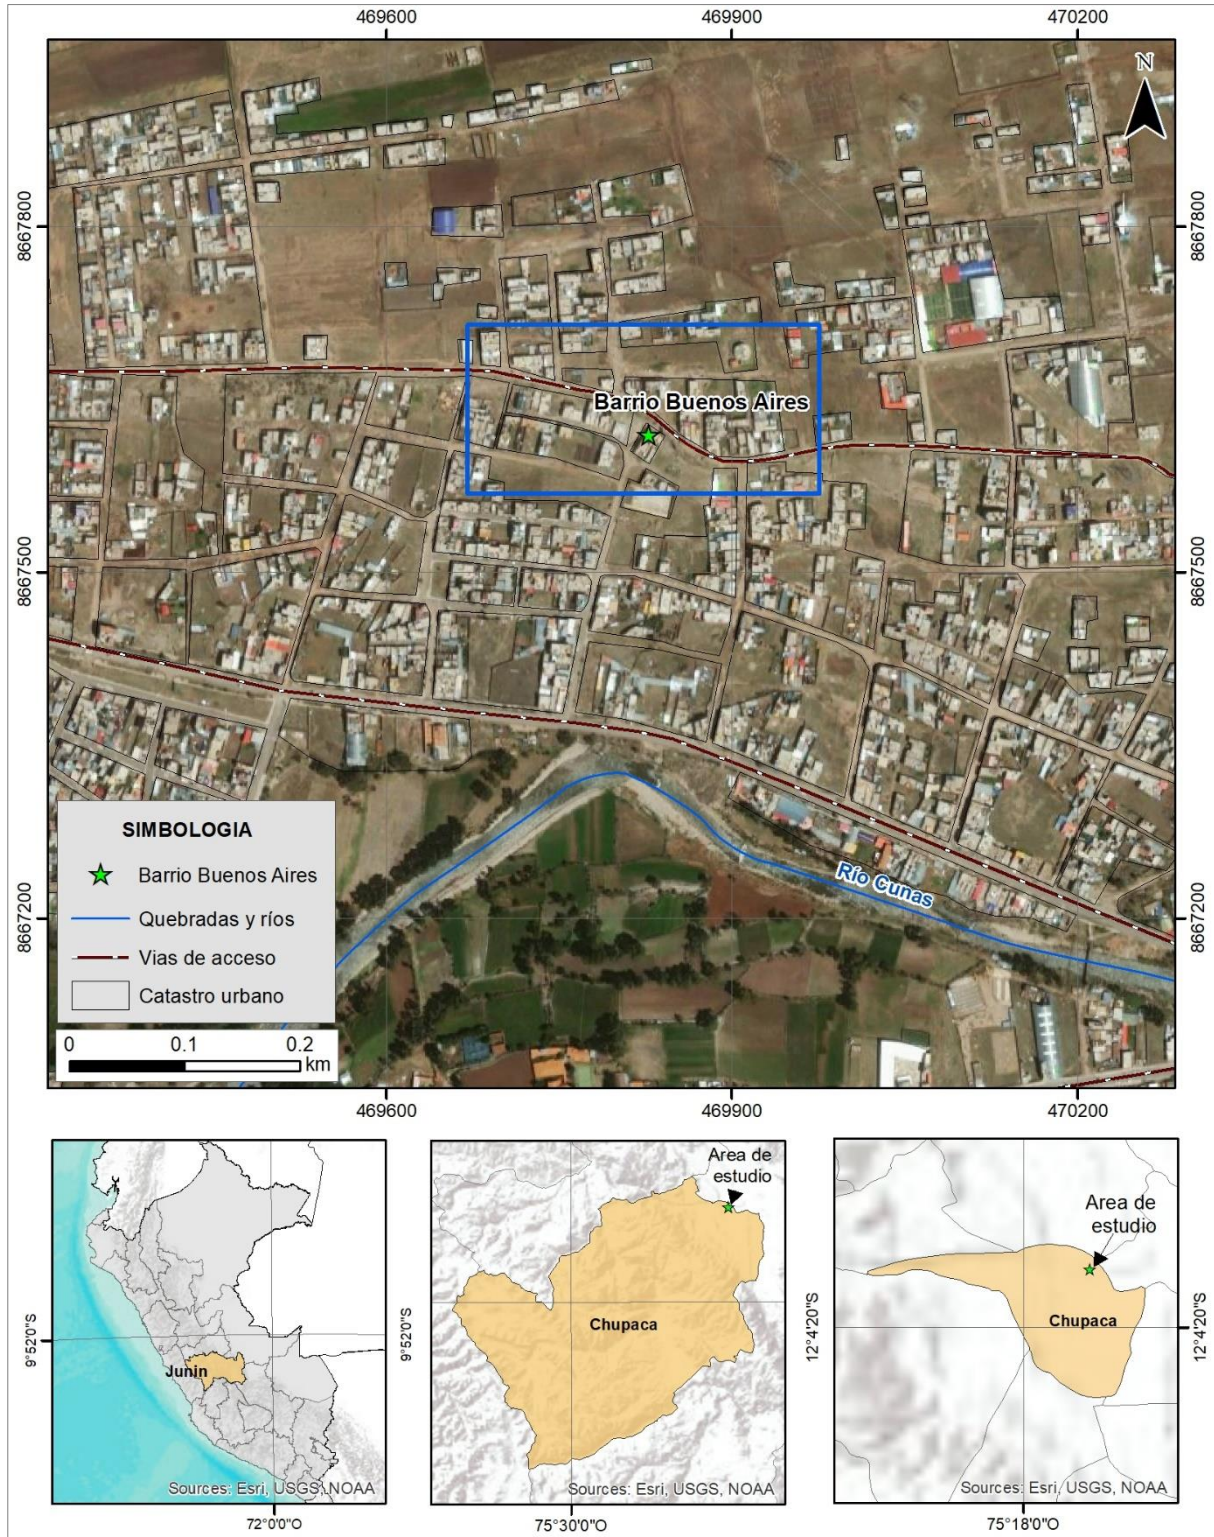 469600
469900
470200
N
8667800
8667800
Barrio Buenos Aires
8667500
8667500
SIMBOLOGIA
Barrio Buenos Aires
Quebradas y ríos
Vias de acceso
Catastro urbano
Río Cunas
8667200
8667200
0
0.1
0.2
km
469600
469900
470200
9°52'0"S
Junin
Sources: Esri, USGS, NOAA
72°0'0"O
9°52'0"S
Area de
estudio
Chupaca
Sources: Esri, USGS, NOAA
75°30'0"O
12°4'20"S
Area de
estudio
Chupaca
12°4'20"S
Sources: Esri, USGS, NOAA
75°18'0"O